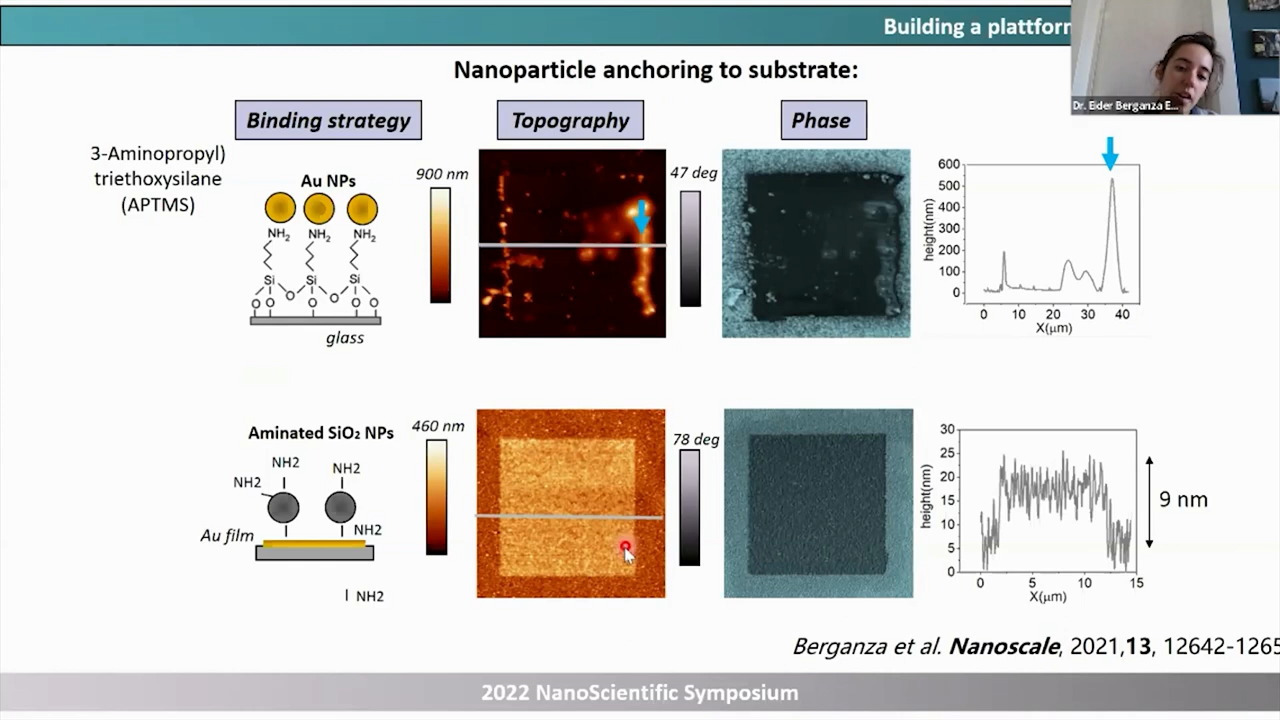 Building a plattfor
Dr. Eider Berganza E...
Nanoparticle anchoring to substrate:
Binding strategy
Topography
Phase
3-Aminopropyl)
triethoxysilane
(APTMS)
Au NPs
NH2 NH2 NH2
Si Si Si
O O O O O O
glass
900 nm
47 deg
600
500
400
300
200
100
0
height(nm)
0 10 20 30 40
X(μm)
Aminated SiO2 NPs
NH2 NH2
NH2
NH2
Au film
NH2
460 nm
78 deg
30
25
20
15
10
5
0
height(nm)
0 5 10 15
X(μm)
9 nm
Berganza et al. Nanoscale, 2021,13, 12642-1265
2022 NanoScientific Symposium